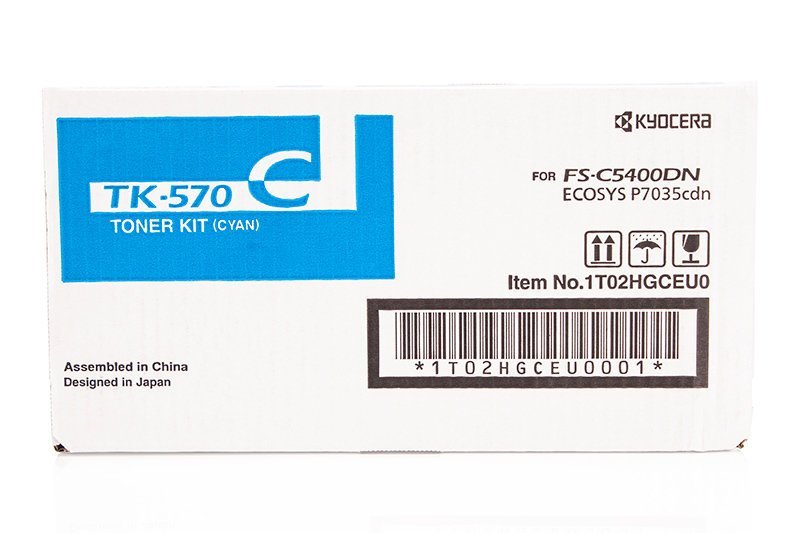 KYOCERA
C
TK-570
TONER KIT (CYAN)
FOR FS-C5400DN
ECOSYS P7035cdn
Item No.1T02HGCEU0
*1T02HGCEU0001*
Assembled in China
Designed in Japan